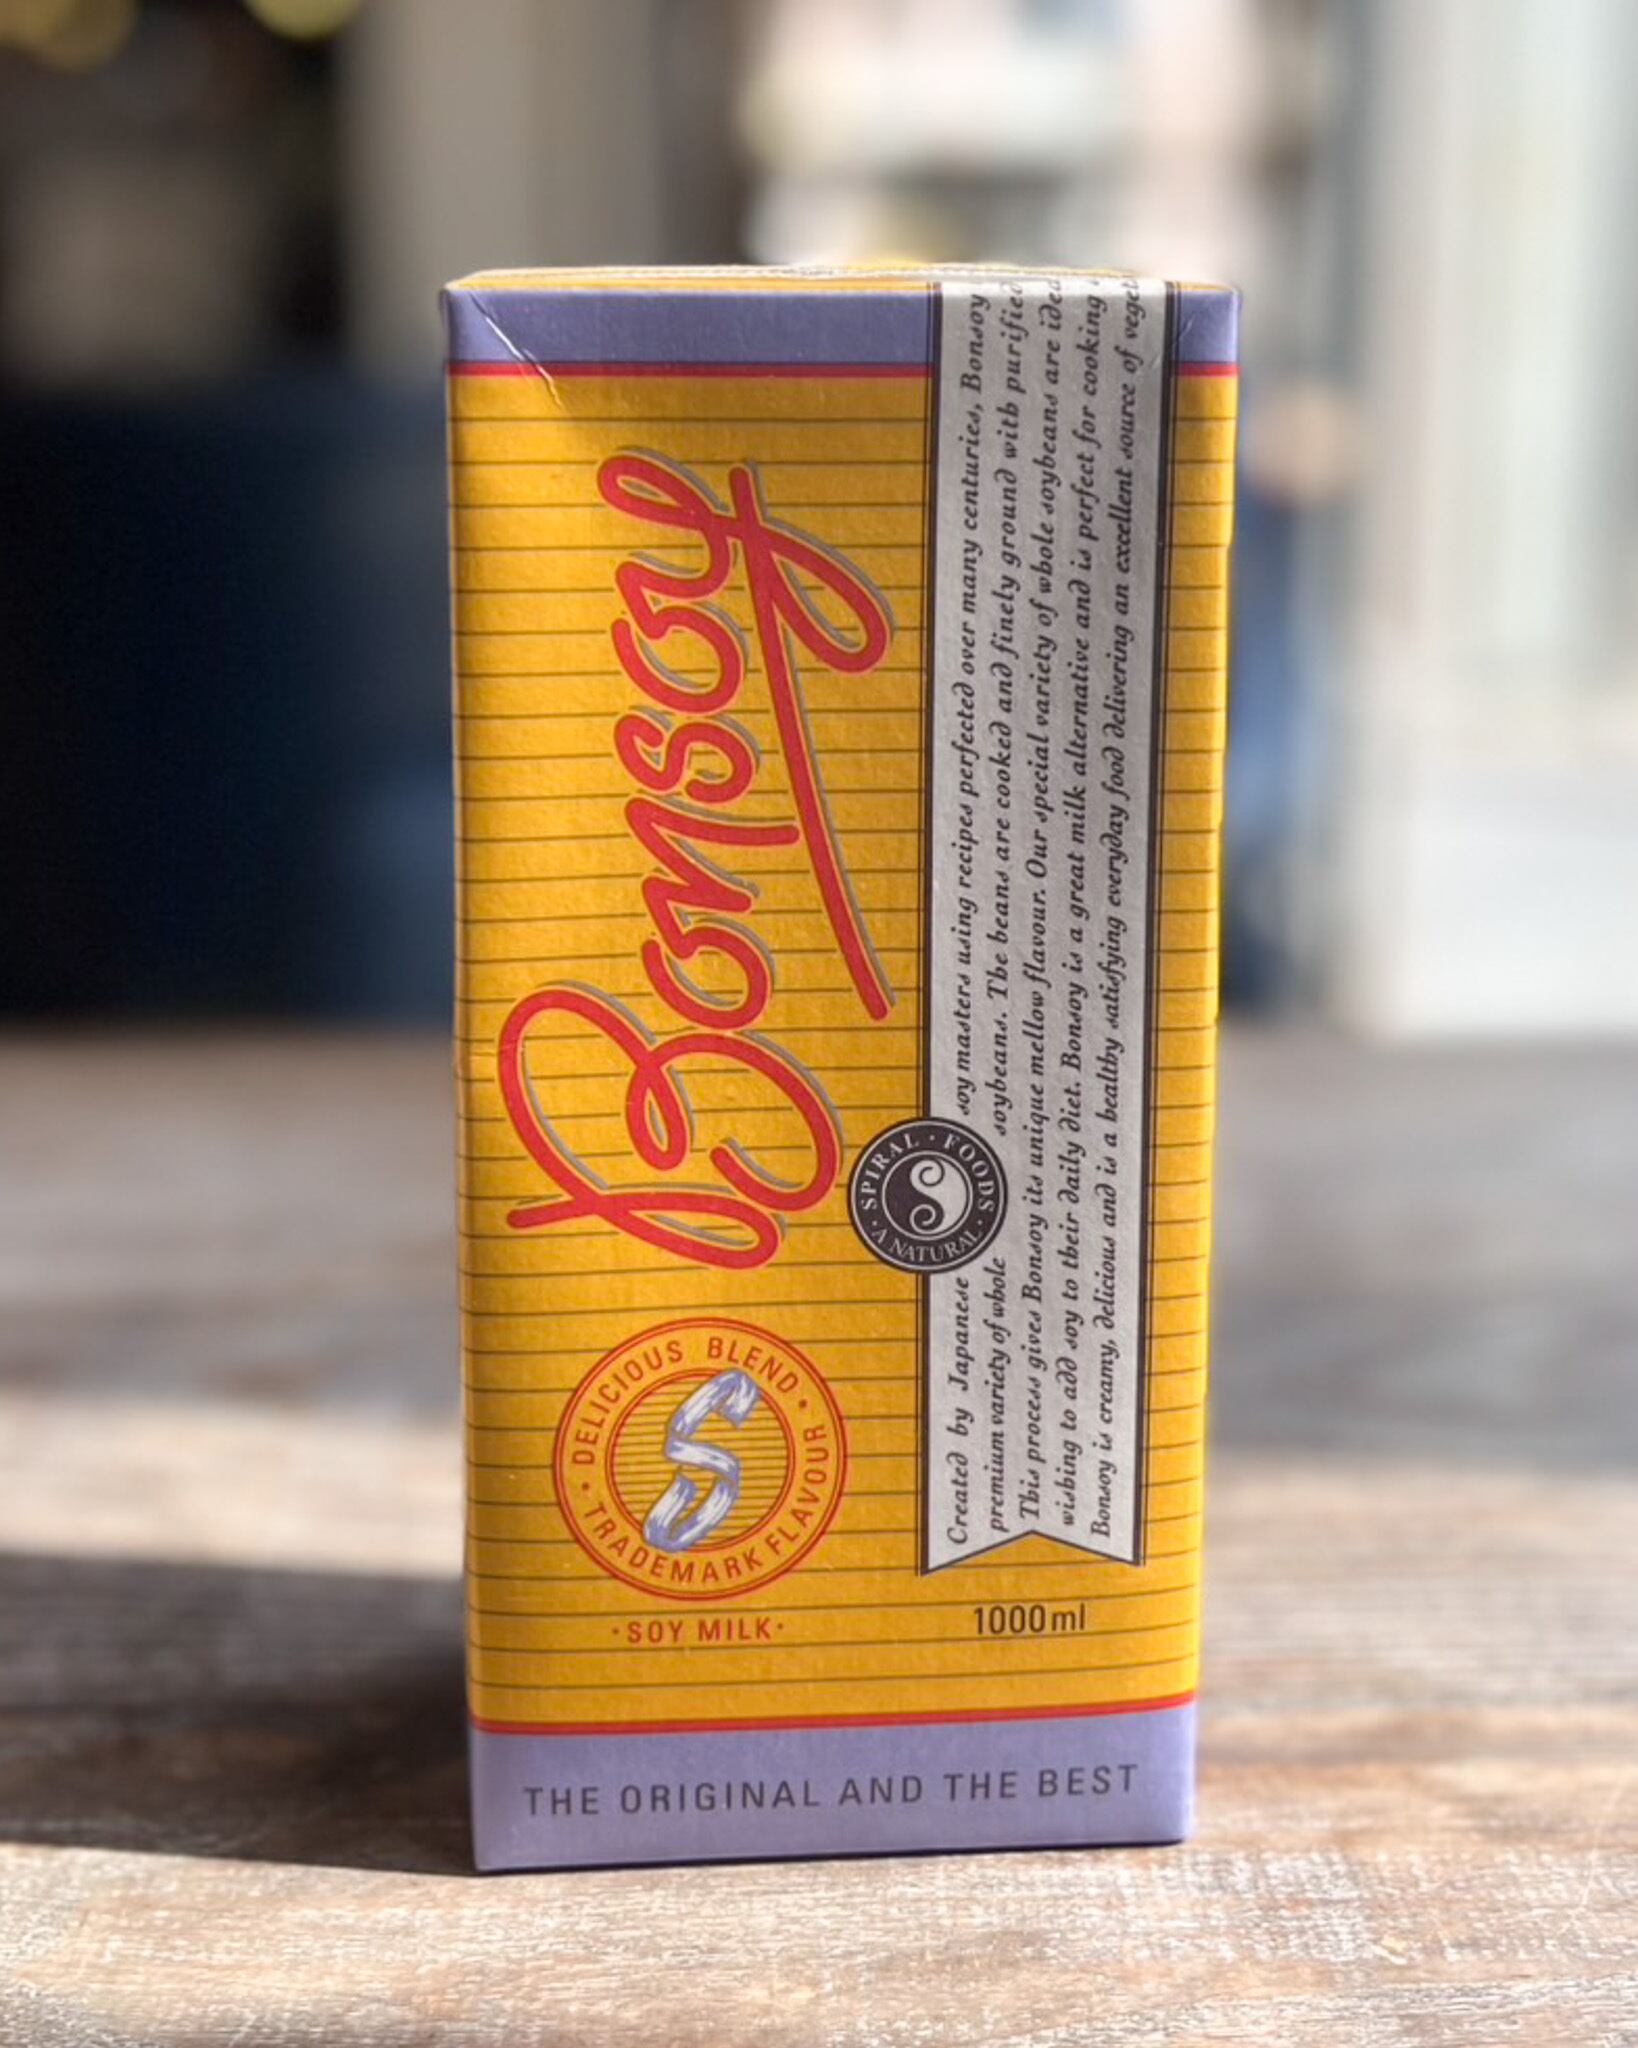 Bonsoy
Created by Japanese soy masters using recipes perfected over many centuries, Bonsoy
premium variety of whole soybeans. The beans are cooked and finely ground with purified
This process gives Bonsoy its unique mellow flavour. Our special variety of whole soybeans are
wishing to add soy to their daily diet. Bonsoy is a great milk alternative and is perfect for cooking
Bonsoy is creamy, delicious and is a healthy satisfying everyday food delivering an excellent source of
SPIRAL · FOODS
· A NATURAL ·
· DELICIOUS BLEND ·
TRADEMARK FLAVOUR
·SOY MILK·
1000ml
THE ORIGINAL AND THE BEST